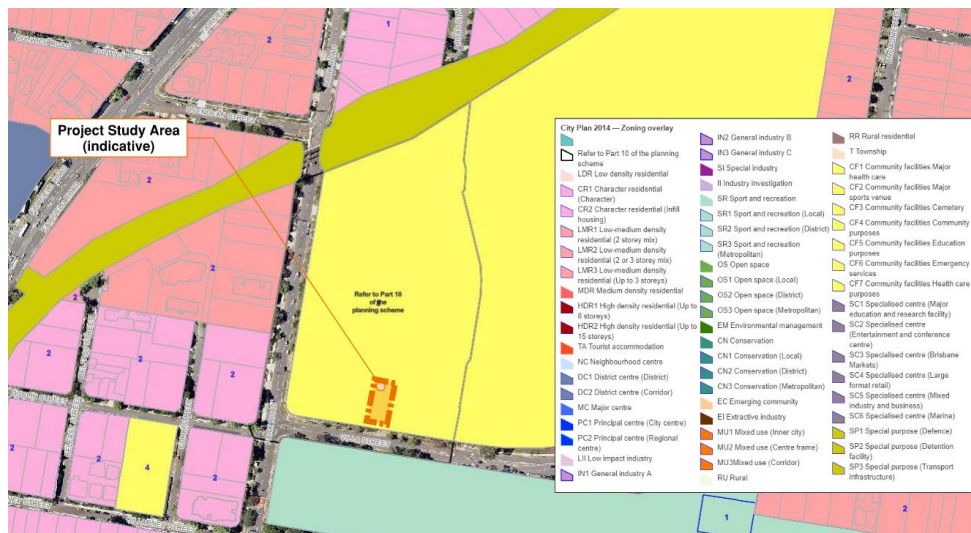 Project Study Area
(indicative)
Refer to Part 10
of the
planning scheme
VILLA STREET
1
2
2
2
2
2
2
2
2
4
2
1
2
2
2
City Plan 2014 — Zoning overlay
Refer to Part 10 of the planning
scheme
LDR Low density residential
CR1 Character residential
(Character)
CR2 Character residential (Infill
housing)
LMR1 Low-medium density
residential (2 storey mix)
LMR2 Low-medium density
residential (2 or 3 storey mix)
LMR3 Low-medium density
residential (Up to 3 storeys)
MDR Medium density residential
HDR1 High density residential (Up to
8 storeys)
HDR2 High density residential (Up to
15 storeys)
TA Tourist accommodation
NC Neighbourhood centre
DC1 District centre (District)
DC2 District centre (Corridor)
MC Major centre
PC1 Principal centre (City centre)
PC2 Principal centre (Regional
centre)
LII Low impact industry
IN1 General industry A
IN2 General industry B
IN3 General industry C
SI Special industry
II Industry investigation
SR Sport and recreation
SR1 Sport and recreation (Local)
SR2 Sport and recreation (District)
SR3 Sport and recreation
(Metropolitan)
OS Open space
OS1 Open space (Local)
OS2 Open space (District)
OS3 Open space (Metropolitan)
EM Environmental management
CN Conservation
CN1 Conservation (Local)
CN2 Conservation (District)
CN3 Conservation (Metropolitan)
EC Emerging community
EI Extractive industry
MU1 Mixed use (Inner city)
MU2 Mixed use (Centre frame)
MU3Mixed use (Corridor)
RU Rural
RR Rural residential
T Township
CF1 Community facilities Major
health care
CF2 Community facilities Major
sports venue
CF3 Community facilities Cemetery
CF4 Community facilities Community
purposes
CF5 Community facilities Education
purposes
CF6 Community facilities Emergency
services
CF7 Community facilities Health care
purposes
SC1 Specialised centre (Major
education and research facility)
SC2 Specialised centre
(Entertainment and conference
centre)
SC3 Specialised centre (Brisbane
Markets)
SC4 Specialised centre (Large
format retail)
SC5 Specialised centre (Mixed
industry and business)
SC6 Specialised centre (Marina)
SP1 Special purpose (Defence)
SP2 Special purpose (Detention
facility)
SP3 Special purpose (Transport
infrastructure)